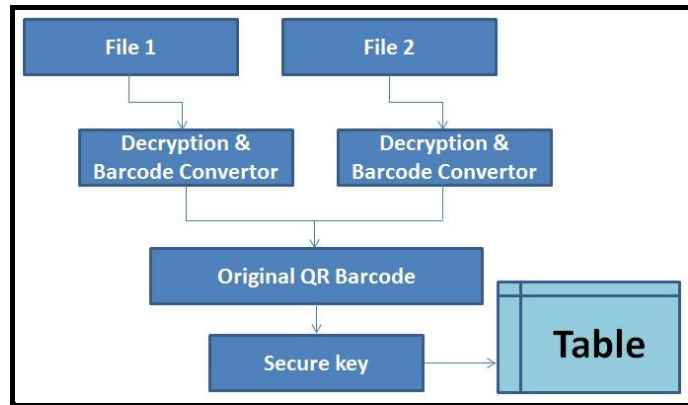 File 1
File 2
Decryption &
Barcode Convertor
Decryption &
Barcode Convertor
Original QR Barcode
Secure key
Table